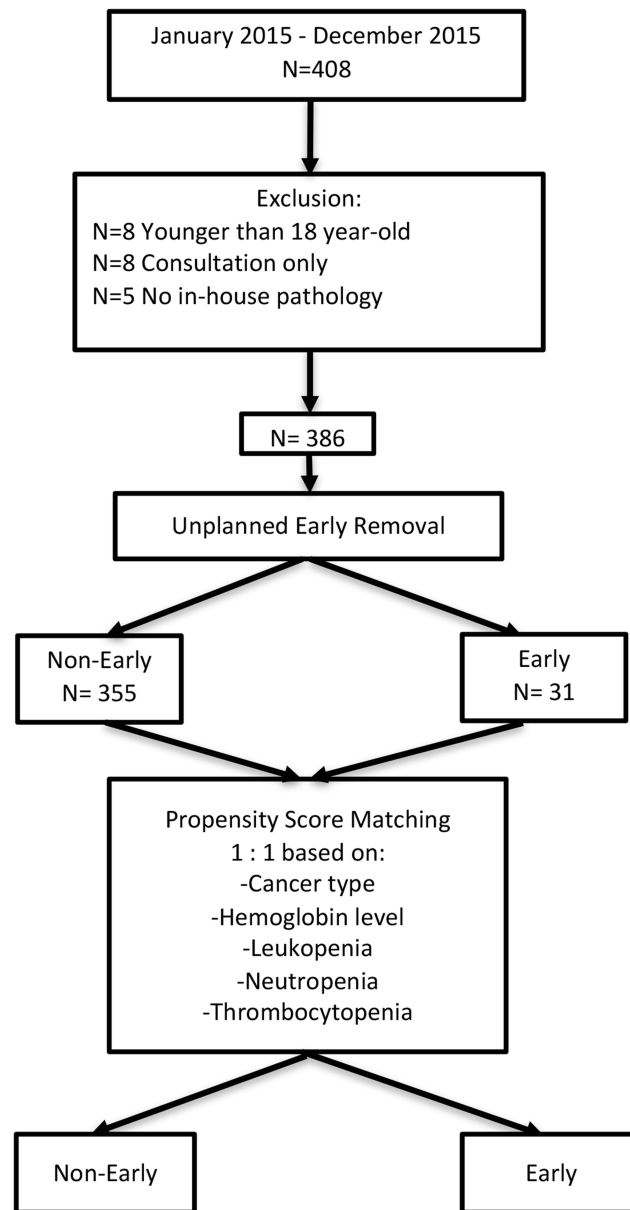 January 2015 - December 2015
N=408
Exclusion:
N=8 Younger than 18 year-old
N=8 Consultation only
N=5 No in-house pathology
N= 386
Unplanned Early Removal
Non-Early
N= 355
Early
N= 31
Propensity Score Matching
1 : 1 based on:
-Cancer type
-Hemoglobin level
-Leukopenia
-Neutropenia
-Thrombocytopenia
Non-Early
Early